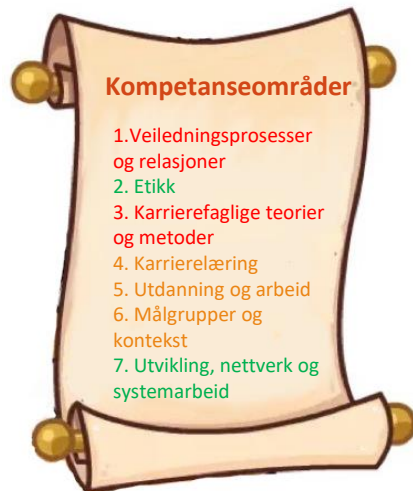 Kompetanseområder
1.Veiledningsprosesser
og relasjoner
2. Etikk
3. Karrierefaglige teorier
og metoder
4. Karrierelæring
5. Utdanning og arbeid
6. Målgrupper og
kontekst
7. Utvikling, nettverk og
systemarbeid